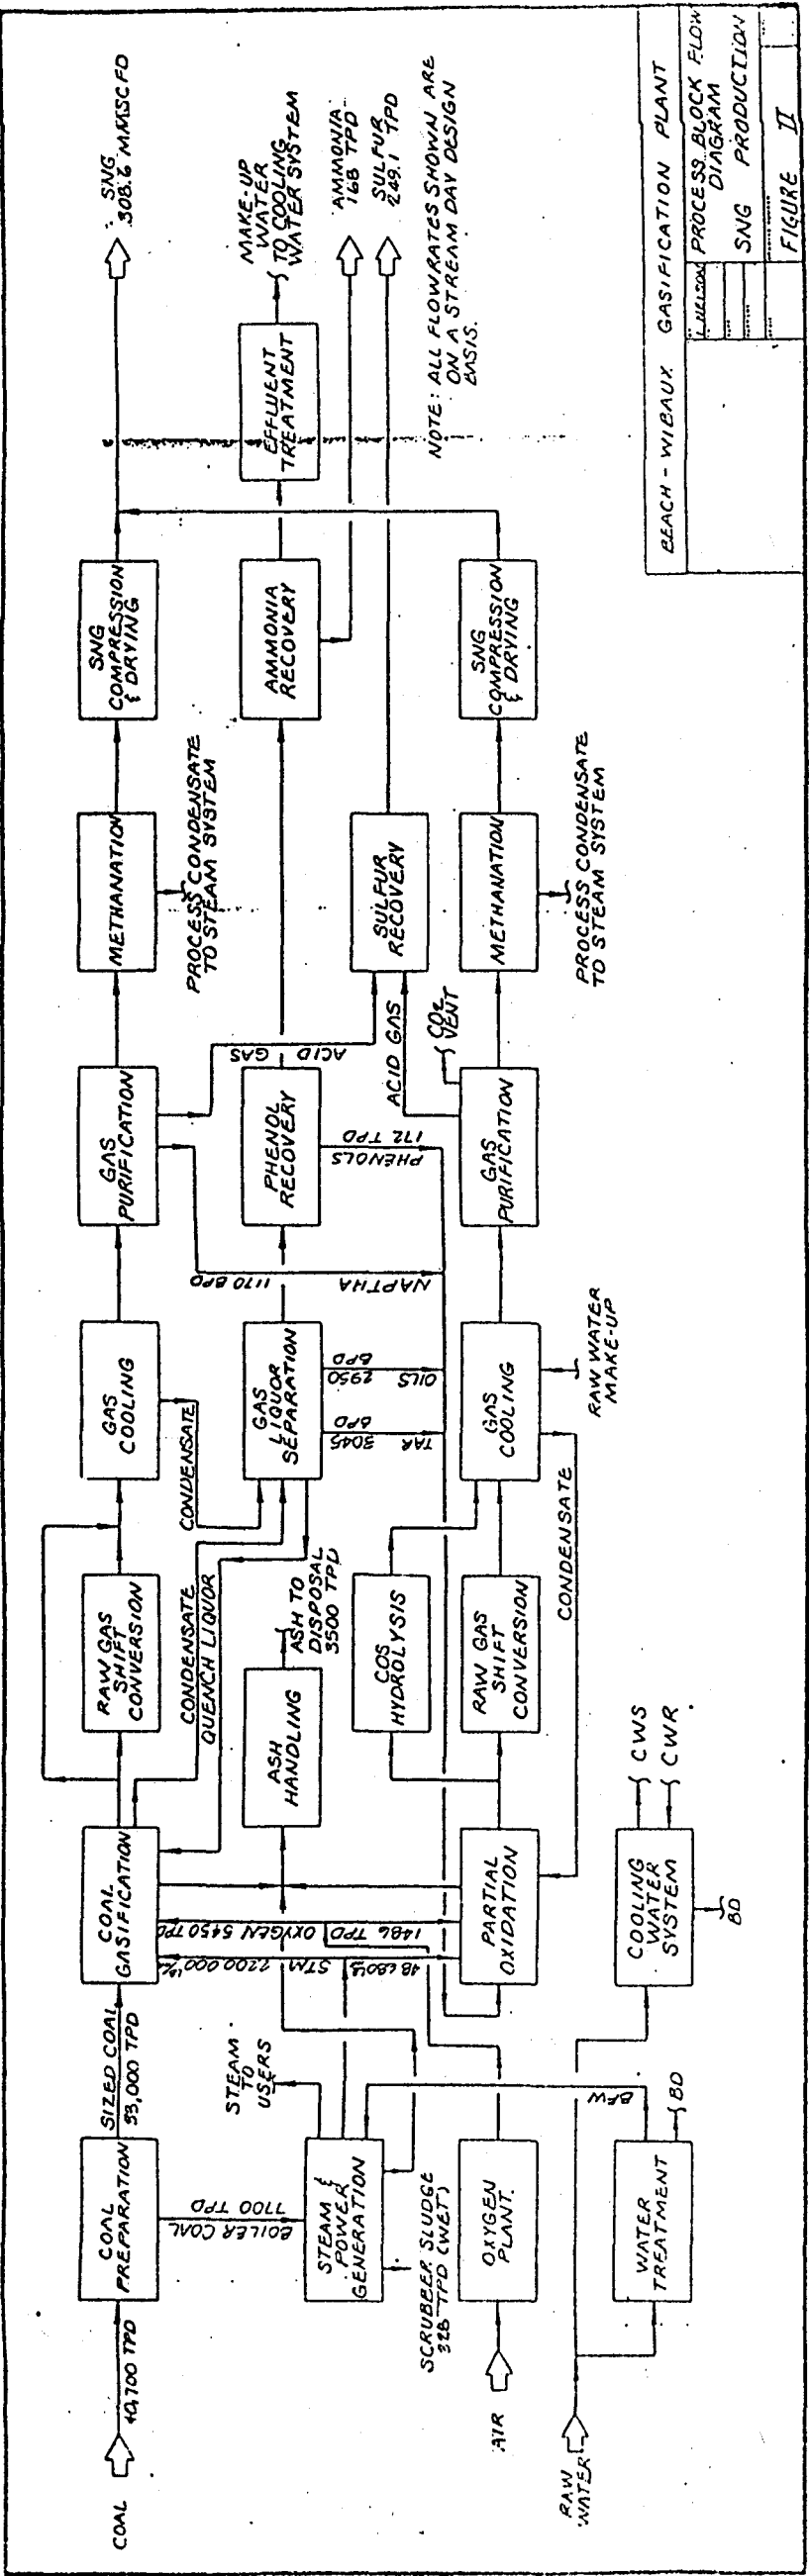 COAL
40,700 TPD
COAL
PREPARATION
SIZED COAL
33,000 TPD
BOILER COAL
7700 TPD
COAL
GASIFICATION
RAW GAS
SHIFT
CONVERSION
GAS
COOLING
GAS
PURIFICATION
METHANATION
PROCESS CONDENSATE
TO STEAM SYSTEM
SNG
COMPRESSION
& DRYING
SNG
308.6 MMSCFD
CONDENSATE
CONDENSATE
QUENCH LIQUOR
STEAM
TO
USERS
STEAM &
POWER
GENERATION
SCRUBBER SLUDGE
328 TPD (WET)
OXYGEN 5450 TPD
1486 TPD
STM
ASH
HANDLING
ASH TO
DISPOSAL
3500 TPD
GAS
LIQUOR
SEPARATION
TAR
3045
BPD
OILS
2950
BPD
NAPTHA
1170 BPD
PHENOL
RECOVERY
PHENOLS
172 TPD
ACID GAS
AMMONIA
RECOVERY
EFFLUENT
TREATMENT
MAKE-UP
WATER
TO COOLING
WATER SYSTEM
AMMONIA
168 TPD
SULFUR
RECOVERY
SULFUR
249.1 TPD
NOTE: ALL FLOWRATES SHOWN ARE
ON A STREAM DAY DESIGN
BASIS.
AIR
OXYGEN
PLANT.
PARTIAL
OXIDATION
COS
HYDROLYSIS
RAW GAS
SHIFT
CONVERSION
CONDENSATE
GAS
COOLING
RAW WATER
MAKE-UP
GAS
PURIFICATION
ACID GAS
CO2
VENT
METHANATION
PROCESS CONDENSATE
TO STEAM SYSTEM
SNG
COMPRESSION
& DRYING
RAW
WATER
WATER
TREATMENT
BFW
BD
COOLING
WATER
SYSTEM
CWS
CWR
BD
BEACH - WIBAUX GASIFICATION PLANT
PROCESS BLOCK FLOW
DIAGRAM
SNG PRODUCTION
FIGURE II